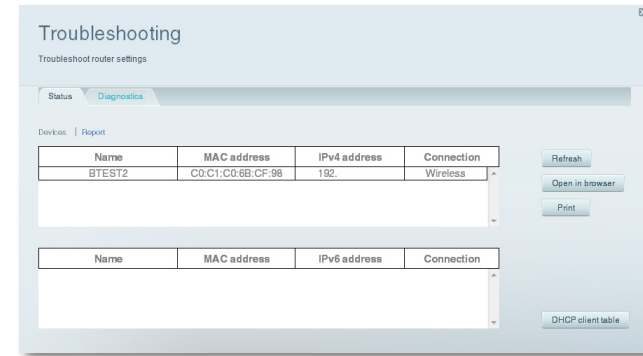 Troubleshooting
Troubleshoot router settings
Status Diagnostics
Devices | Report
Name MAC address IPv4 address Connection
BTEST2 C0:C1:C0:6B:CF:98 192. Wireless
Refresh
Open in browser
Print
Name MAC address IPv6 address Connection
DHCP client table